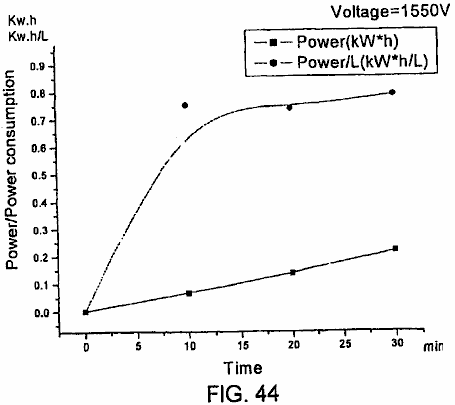 Kw.h
Kw.h/L
Voltage=1550V
Power(kW*h)
Power/L(kW*h/L)
Power/Power consumption
0.9
0.8
0.7
0.6
0.5
0.4
0.3
0.2
0.1
0.0
0 5 10 15 20 25 30 min
Time
FIG. 44